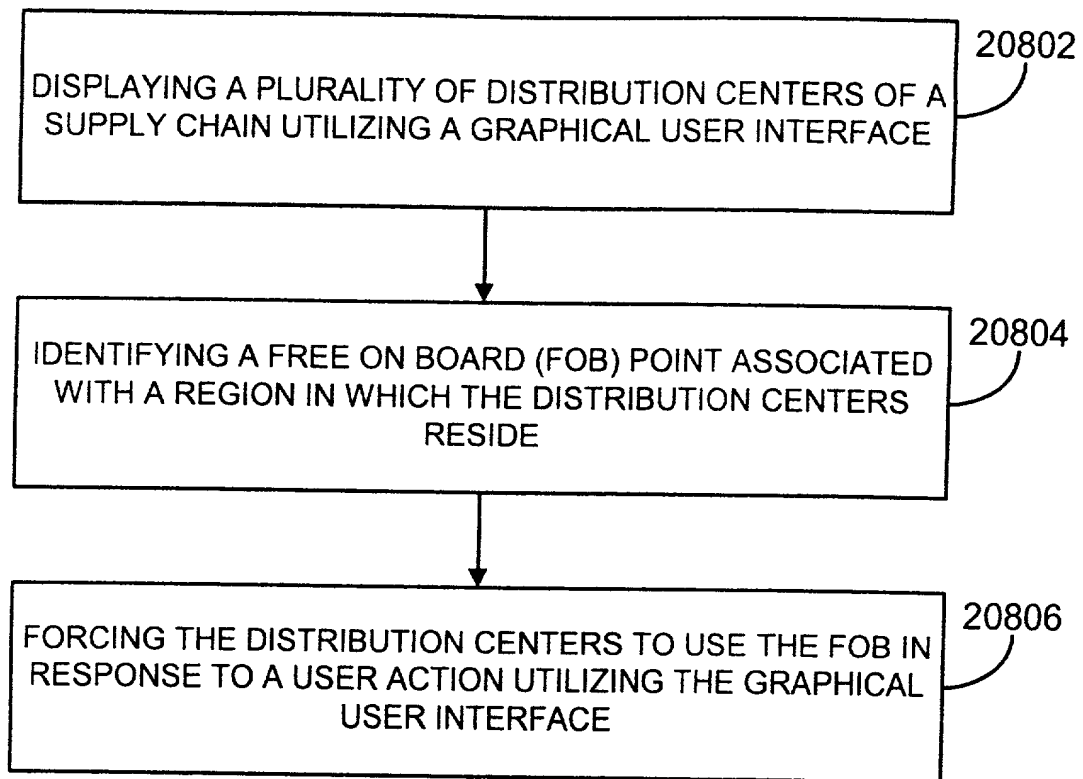 20802
DISPLAYING A PLURALITY OF DISTRIBUTION CENTERS OF A
SUPPLY CHAIN UTILIZING A GRAPHICAL USER INTERFACE
20804
IDENTIFYING A FREE ON BOARD (FOB) POINT ASSOCIATED
WITH A REGION IN WHICH THE DISTRIBUTION CENTERS
RESIDE
20806
FORCING THE DISTRIBUTION CENTERS TO USE THE FOB IN
RESPONSE TO A USER ACTION UTILIZING THE GRAPHICAL
USER INTERFACE